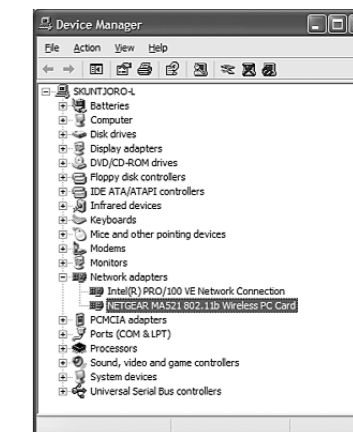 Device Manager
File Action View Help
SKUNTJORO-L
Batteries
Computer
Disk drives
Display adapters
DVD/CD-ROM drives
Floppy disk controllers
IDE ATA/ATAPI controllers
Infrared devices
Keyboards
Mice and other pointing devices
Modems
Monitors
Network adapters
Intel(R) PRO/100 VE Network Connection
NETGEAR MA521 802.11b Wireless PC Card
PCMCIA adapters
Ports (COM & LPT)
Processors
Sound, video and game controllers
System devices
Universal Serial Bus controllers